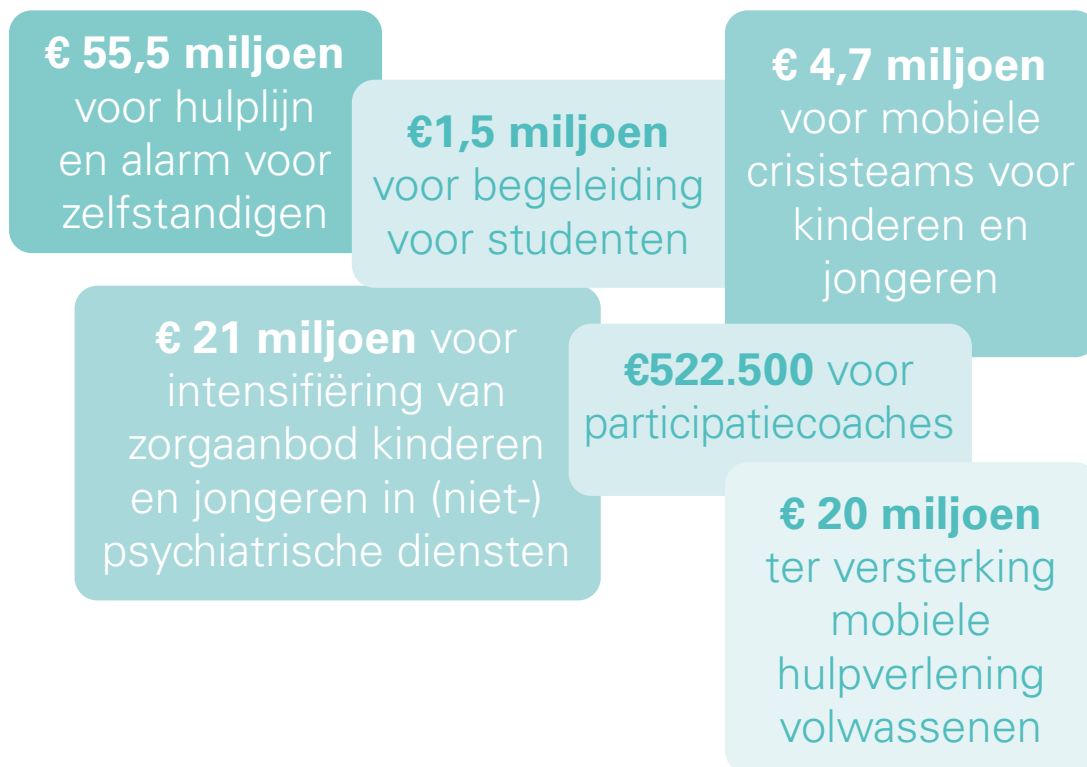 € 55,5 miljoen
voor hulplijn
en alarm voor
zelfstandigen
€1,5 miljoen
voor begeleiding
voor studenten
€ 4,7 miljoen
voor mobiele
crisisteams voor
kinderen en
jongeren
€ 21 miljoen voor
intensifiëring van
zorgaanbod kinderen
en jongeren in (niet-)
psychiatrische diensten
€522.500 voor
participatiecoaches
€ 20 miljoen
ter versterking
mobiele
hulpverlening
volwassenen